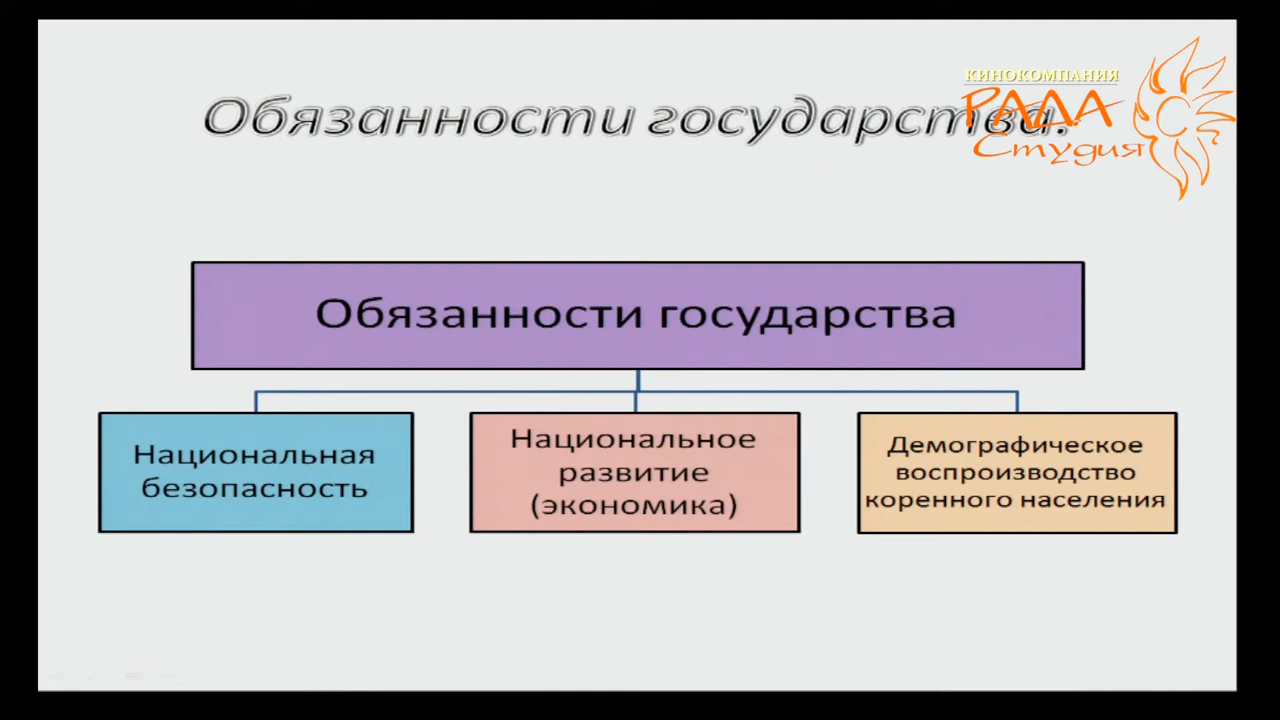 КИНОКОМПАНИЯ
РАДА
Студия
Обязанности государства.
Обязанности государства
Национальная
безопасность
Национальное
развитие
(экономика)
Демографическое
воспроизводство
коренного населения